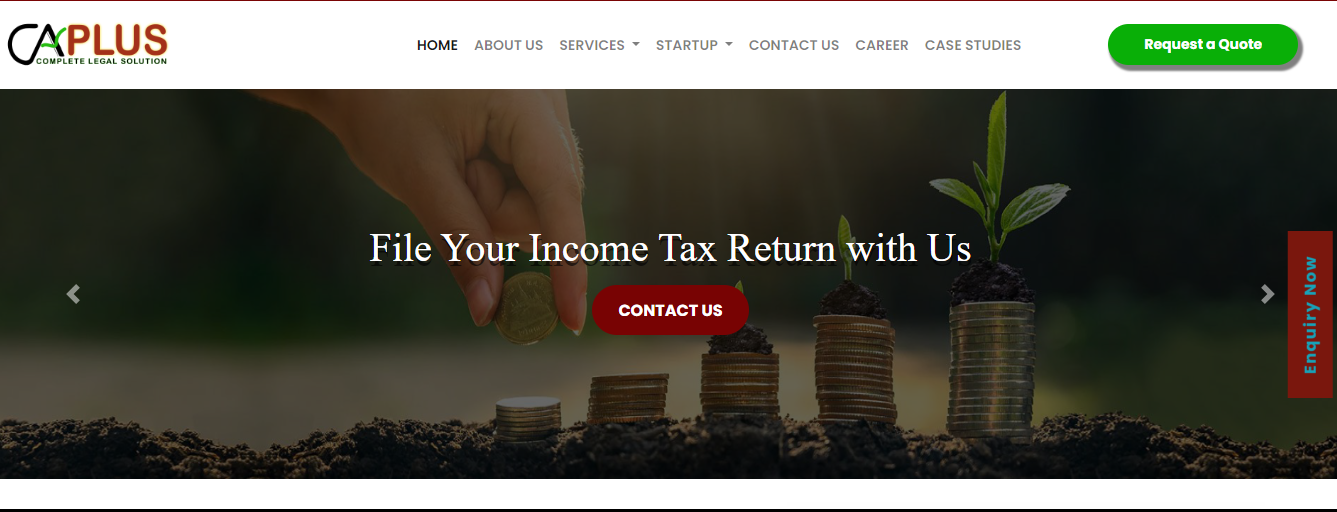 CAPLUS
COMPLETE LEGAL SOLUTION
HOME ABOUT US SERVICES STARTUP CONTACT US CAREER CASE STUDIES
Request a Quote
File Your Income Tax Return with Us
CONTACT US
Enquiry Now